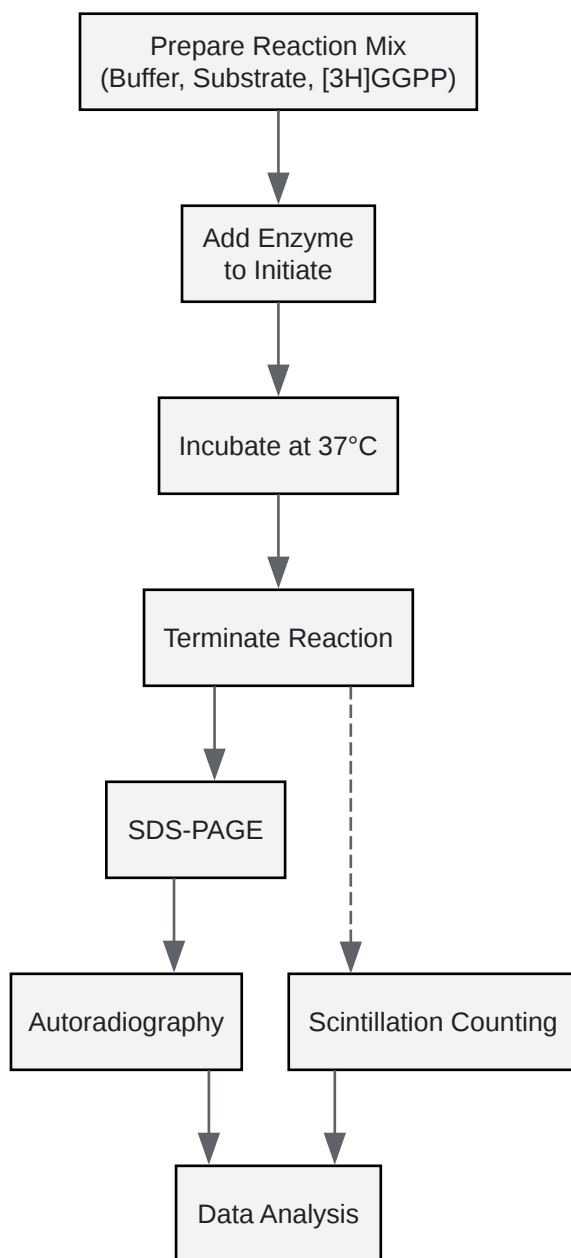 Prepare Reaction Mix
(Buffer, Substrate, [3H]GGPP)
Add Enzyme
to Initiate
Incubate at 37°C
Terminate Reaction
SDS-PAGE
Autoradiography
Scintillation Counting
Data Analysis